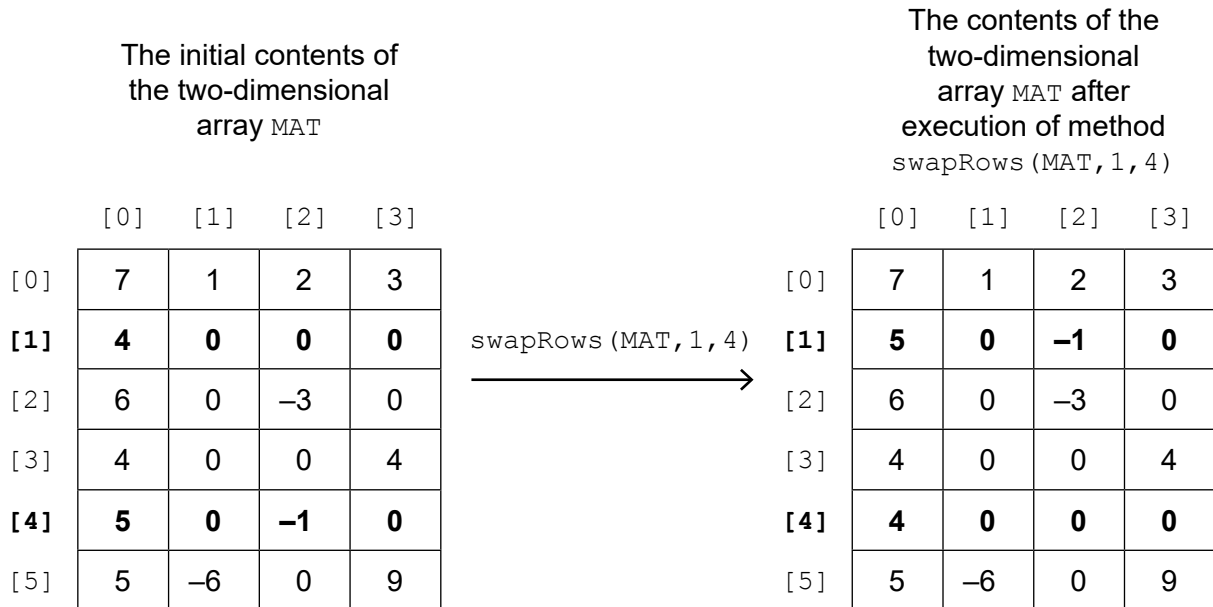 The initial contents of
the two-dimensional
array MAT
The contents of the
two-dimensional
array MAT after
execution of method
swapRows(MAT,1,4)
[0] [1] [2] [3]
[0] 7 1 2 3
[1] 4 0 0 0
[2] 6 0 –3 0
[3] 4 0 0 4
[4] 5 0 –1 0
[5] 5 –6 0 9
swapRows(MAT,1,4)
[0] [1] [2] [3]
[0] 7 1 2 3
[1] 5 0 –1 0
[2] 6 0 –3 0
[3] 4 0 0 4
[4] 4 0 0 0
[5] 5 –6 0 9